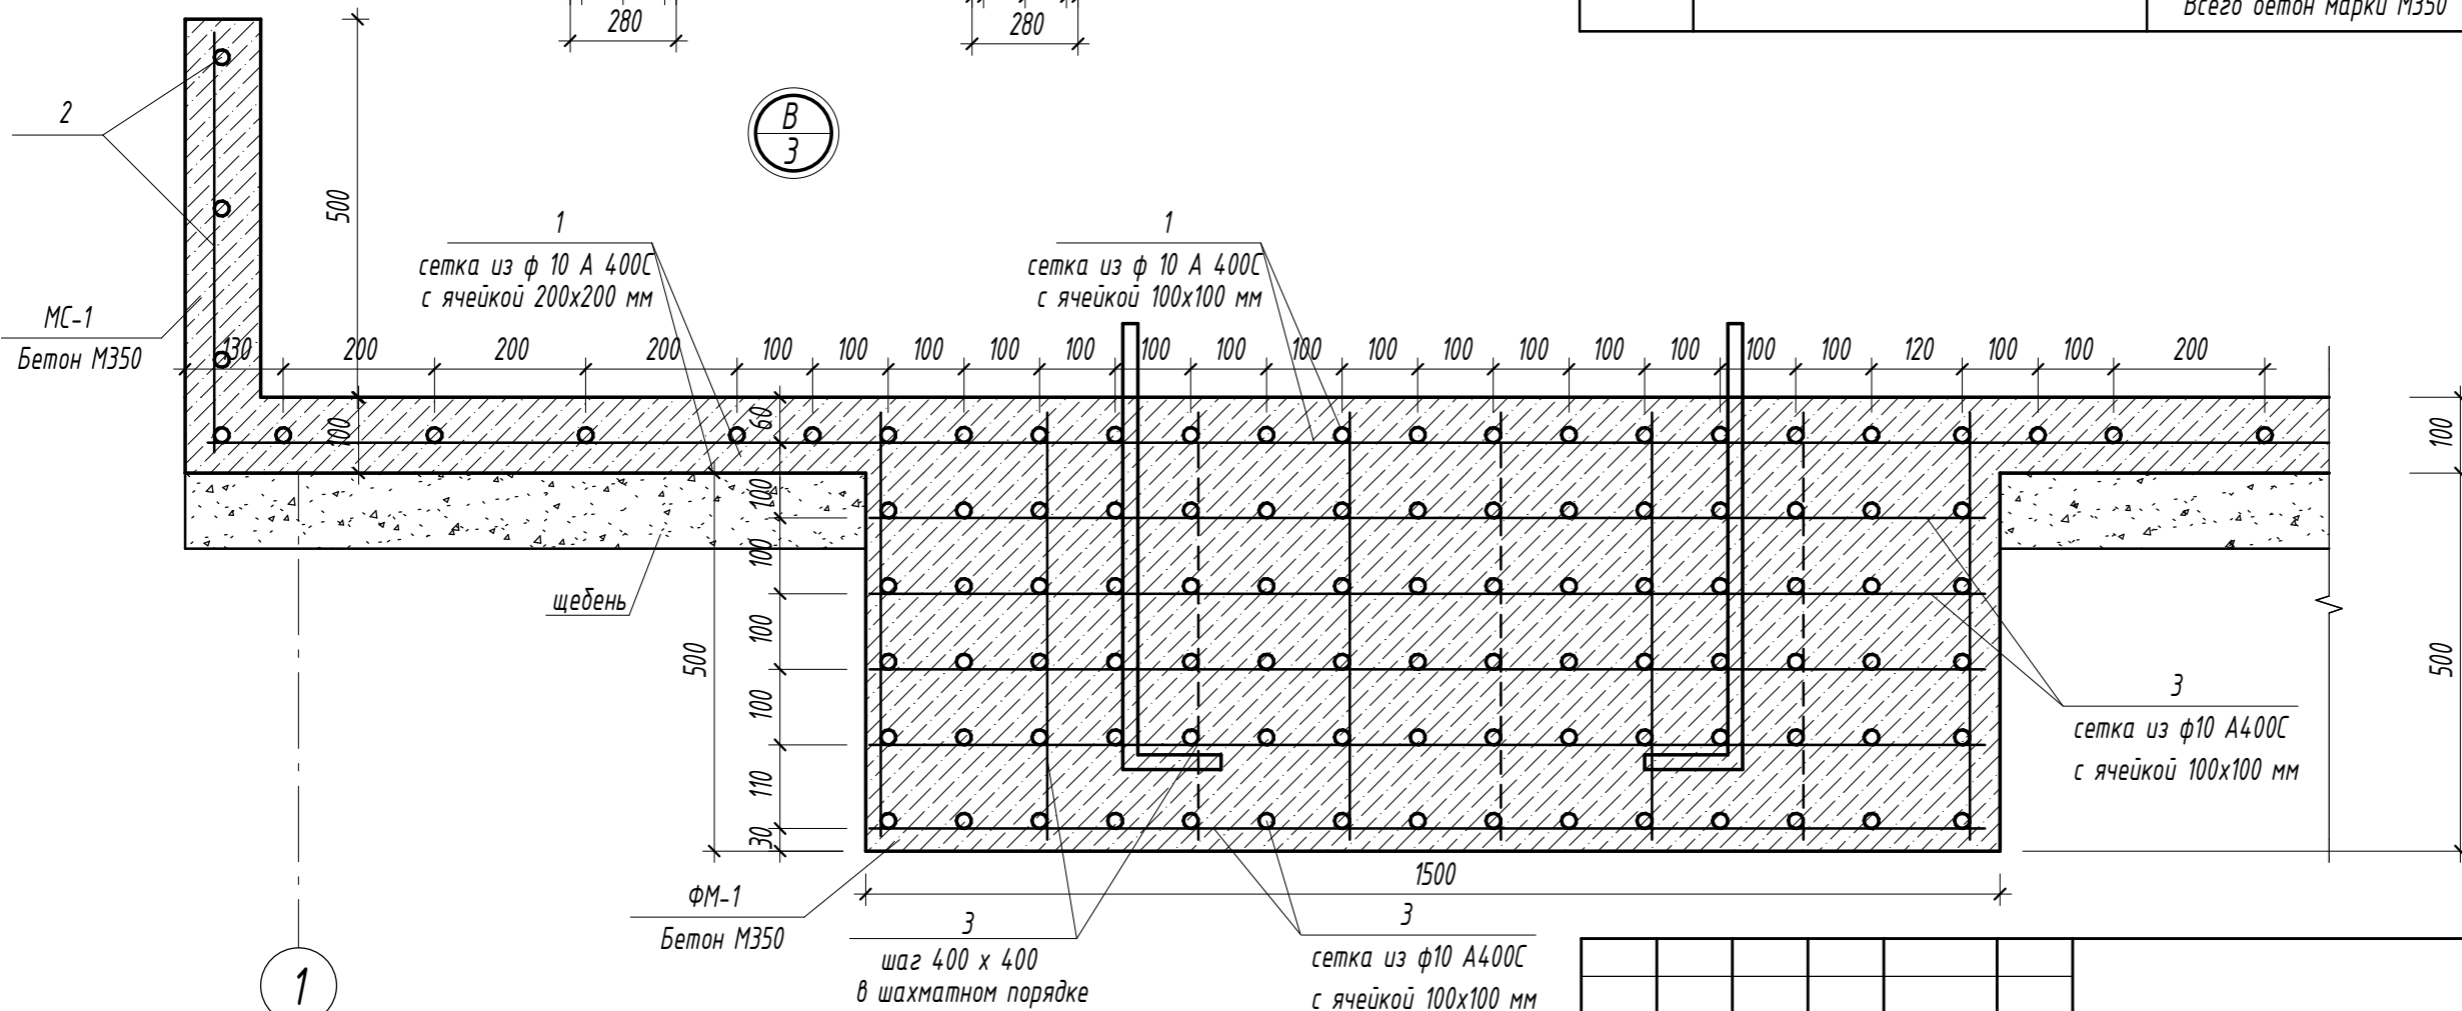 280
280
Всего бетон марки М350
В
3
2
500
1
сетка из ф 10 А 400С
с ячейкой 200х200 мм
1
сетка из ф 10 А 400С
с ячейкой 100х100 мм
МС-1
Бетон М350
130 200 200 200 100 100 100 100 100 100 100 100 100 100 100 100 100 100 100 120 100 100 200
100
60
100
100
100
100
100
110
30
500
щебень
100
500
3
сетка из ф10 А400С
с ячейкой 100х100 мм
1500
ФМ-1
Бетон М350
3
шаг 400 х 400
в шахматном порядке
3
сетка из ф10 А400С
с ячейкой 100х100 мм
1